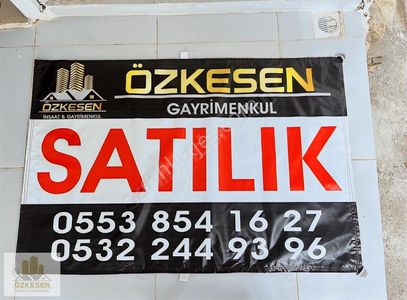 ÖZKESEN
GAYRİMENKUL
ÖZKESEN
İNŞAAT & GAYRİMENKUL
SATILIK
0553 854 16 27
0532 244 93 96
ÖZKESEN